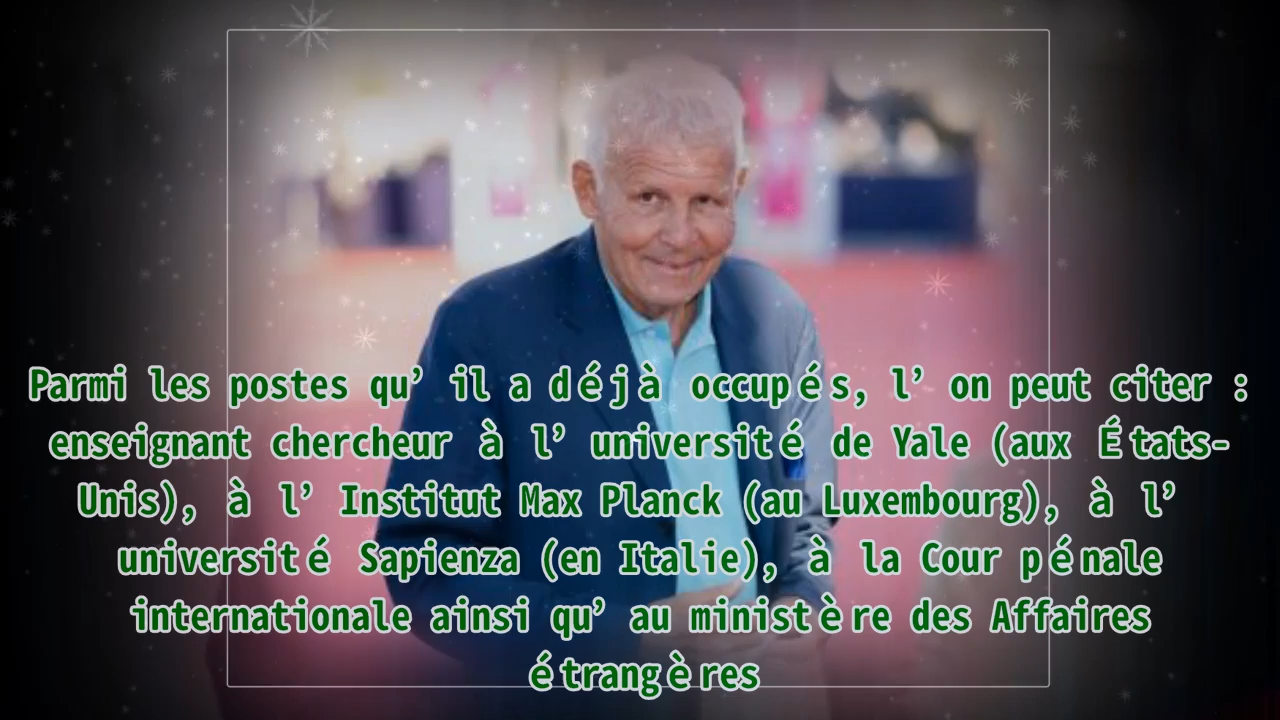 Parmi les postes qu’ il a déjà occupés, l’ on peut citer :
enseignant chercheur à l’ université de Yale (aux États-
Unis), à l’ Institut Max Planck (au Luxembourg), à l’
université Sapienza (en Italie), à la Cour pénale
internationale ainsi qu’ au ministère des Affaires
étrangères